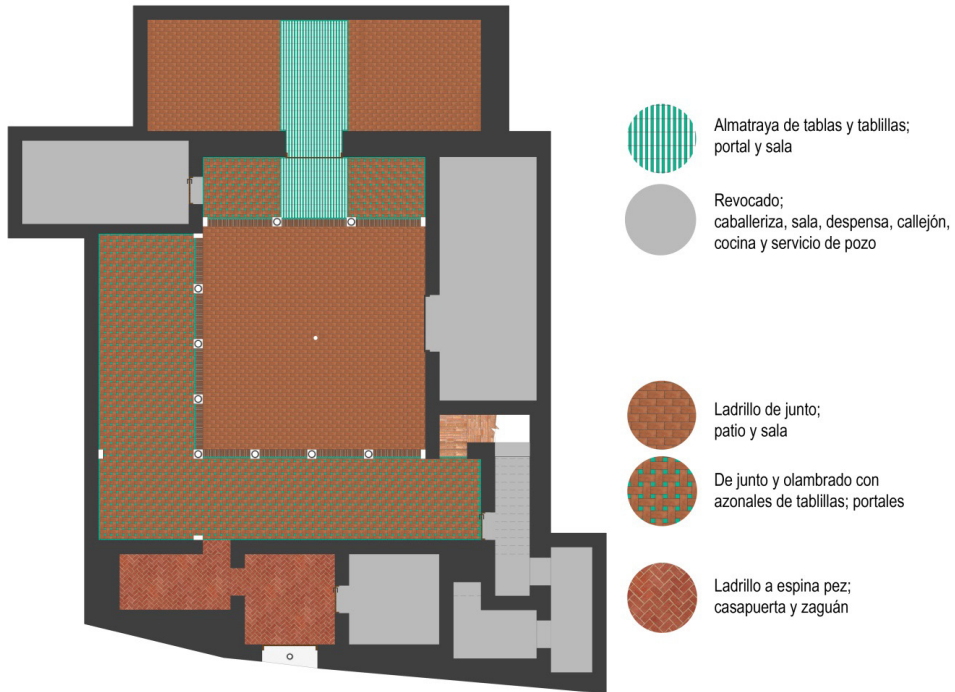 Almatraya de tablas y tablillas;
portal y sala
Revocado;
caballeriza, sala, despensa, callejón,
cocina y servicio de pozo
Ladrillo de junto;
patio y sala
De junto y olambrado con
azonales de tablillas; portales
Ladrillo a espina pez;
casapuerta y zaguán